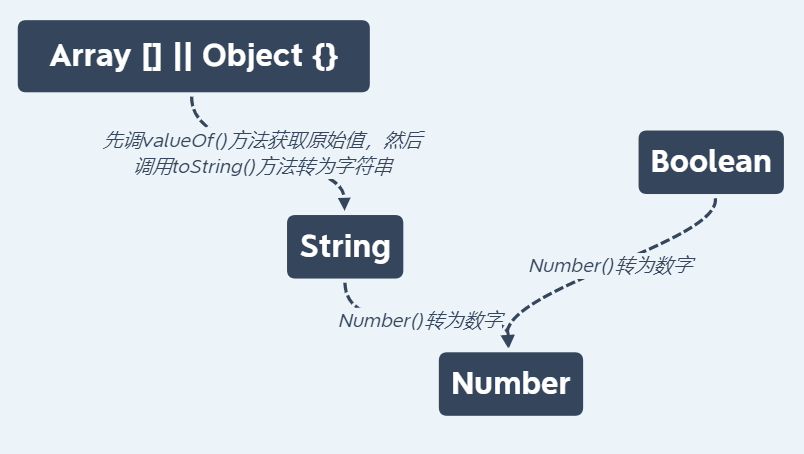 Array [] || Object {}
先调valueOf()方法获取原始值，然后
调用toString()方法转为字符串
Boolean
String
Number()转为数字
Number()转为数字
Number